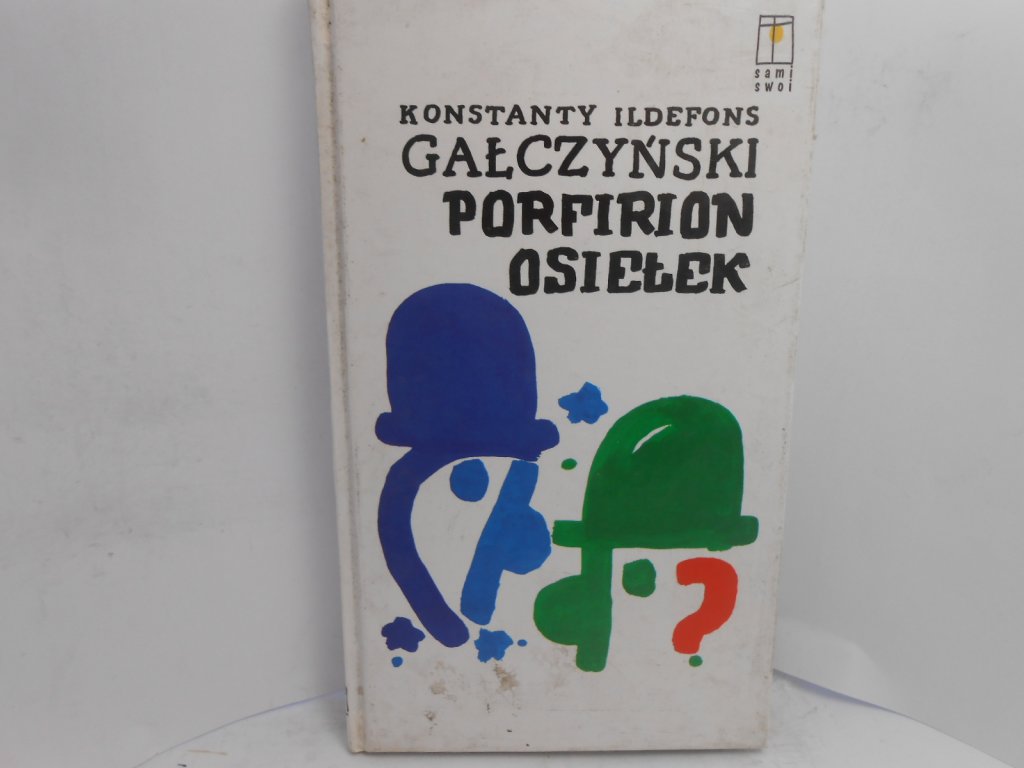 sami
swoi
KONSTANTY ILDEFONS
GAŁCZYŃSKI
PORFIRION
OSIEŁEK
?